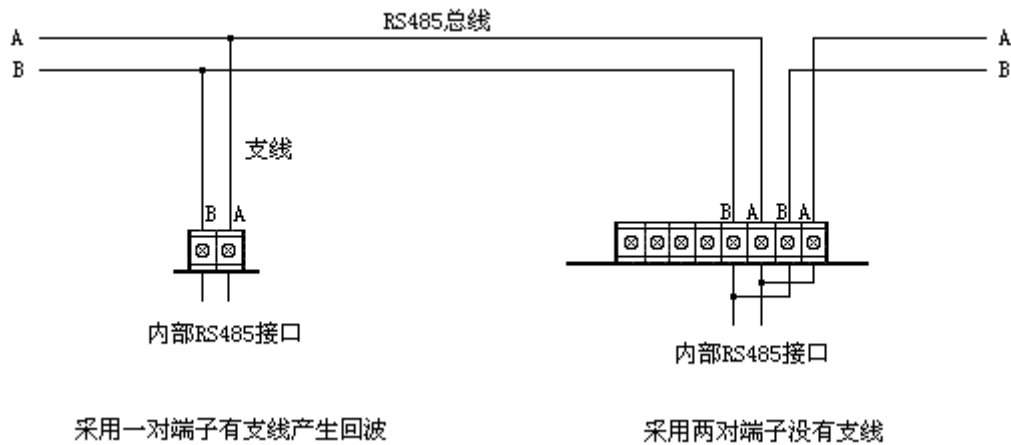 RS485总线
A
A
B
B
支线
B A
B A B A
内部RS485接口
内部RS485接口
采用一对端子有支线产生回波
采用两对端子没有支线